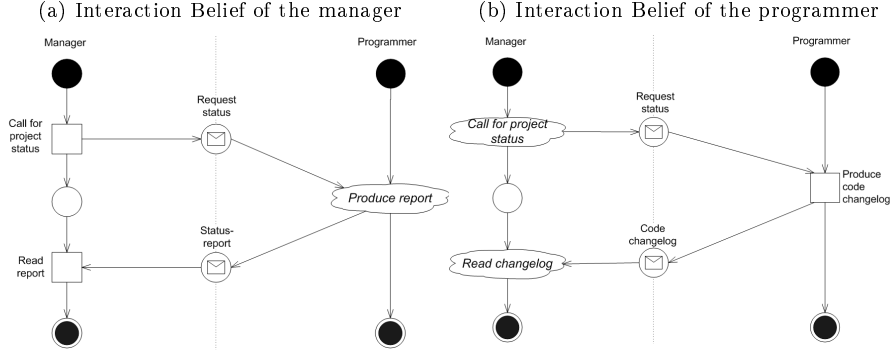 (a) Interaction Belief of the manager
Manager
Programmer
Request
status
Call for
project
status
Produce report
Status-
report
Read
report
(b) Interaction Belief of the programmer
Manager
Programmer
Request
status
Call for project
status
Produce
code
changelog
Code
changelog
Read changelog